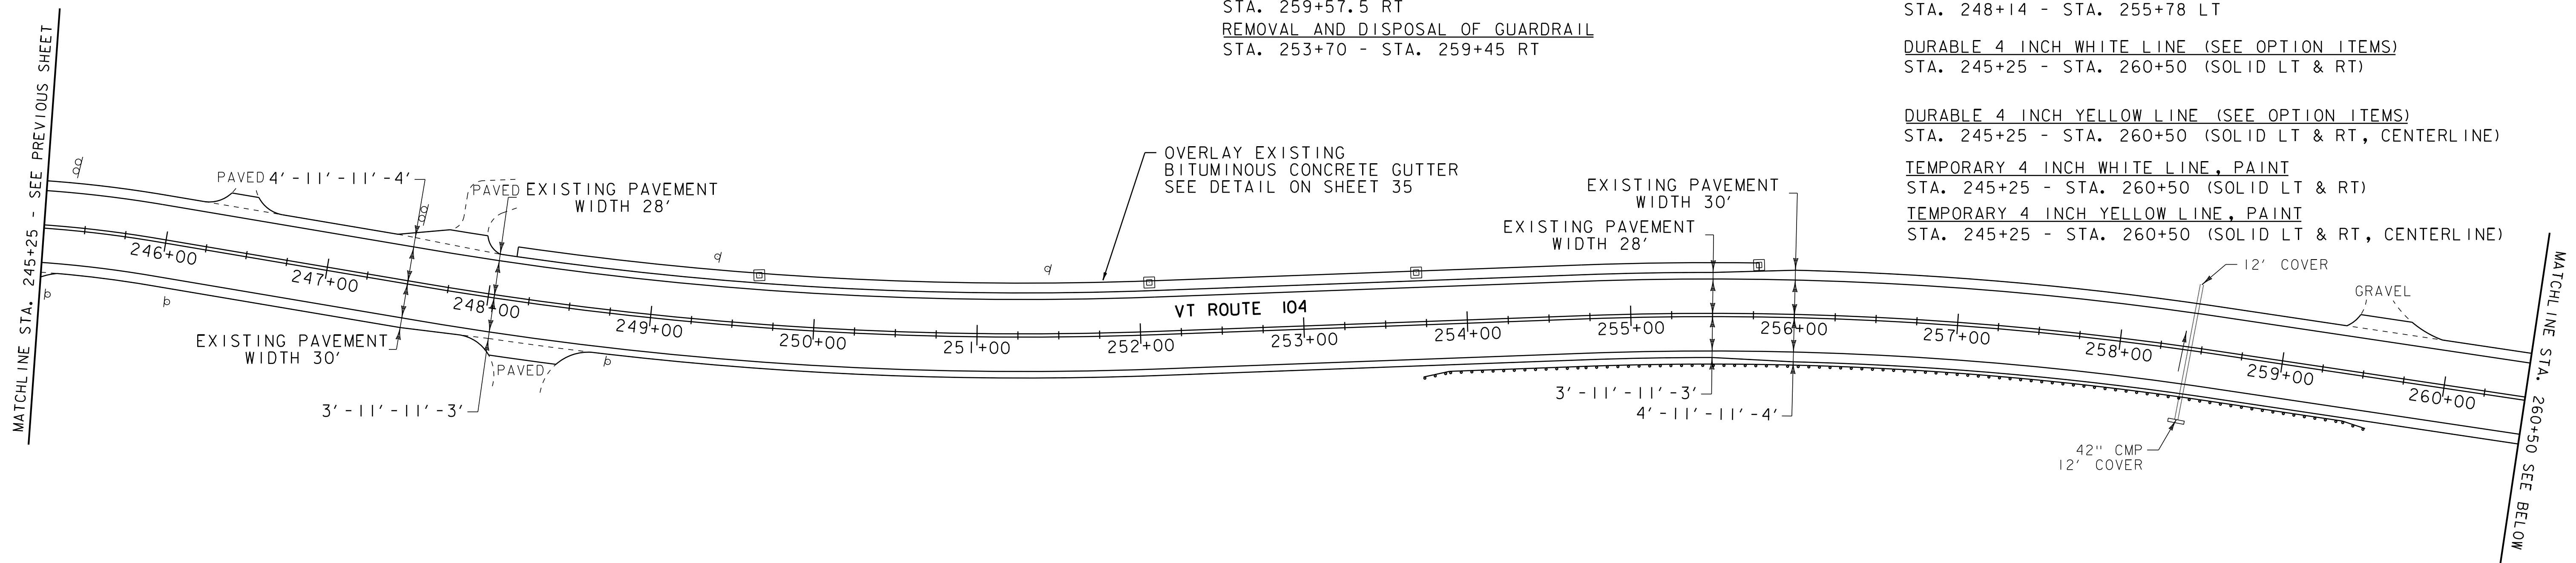 STA. 259+57.5 RT
REMOVAL AND DISPOSAL OF GUARDRAIL
STA. 253+70 - STA. 259+45 RT
STA. 248+14 - STA. 255+78 LT
DURABLE 4 INCH WHITE LINE (SEE OPTION ITEMS)
STA. 245+25 - STA. 260+50 (SOLID LT & RT)
DURABLE 4 INCH YELLOW LINE (SEE OPTION ITEMS)
STA. 245+25 - STA. 260+50 (SOLID LT & RT, CENTERLINE)
TEMPORARY 4 INCH WHITE LINE, PAINT
STA. 245+25 - STA. 260+50 (SOLID LT & RT)
TEMPORARY 4 INCH YELLOW LINE, PAINT
STA. 245+25 - STA. 260+50 (SOLID LT & RT, CENTERLINE)
MATCHLINE STA. 245+25 - SEE PREVIOUS SHEET
PAVED
4'-11'-11'-4'
PAVED
EXISTING PAVEMENT
WIDTH 28'
OVERLAY EXISTING
BITUMINOUS CONCRETE GUTTER
SEE DETAIL ON SHEET 35
EXISTING PAVEMENT
WIDTH 30'
EXISTING PAVEMENT
WIDTH 28'
12' COVER
GRAVEL
246+00
247+00
248+00
249+00
250+00
251+00
252+00
253+00
254+00
255+00
256+00
257+00
258+00
259+00
260+00
VT ROUTE 104
EXISTING PAVEMENT
WIDTH 30'
PAVED
3'-11'-11'-3'
3'-11'-11'-3'
4'-11'-11'-4'
42" CMP
12' COVER
MATCHLINE STA. 260+50 SEE BELOW